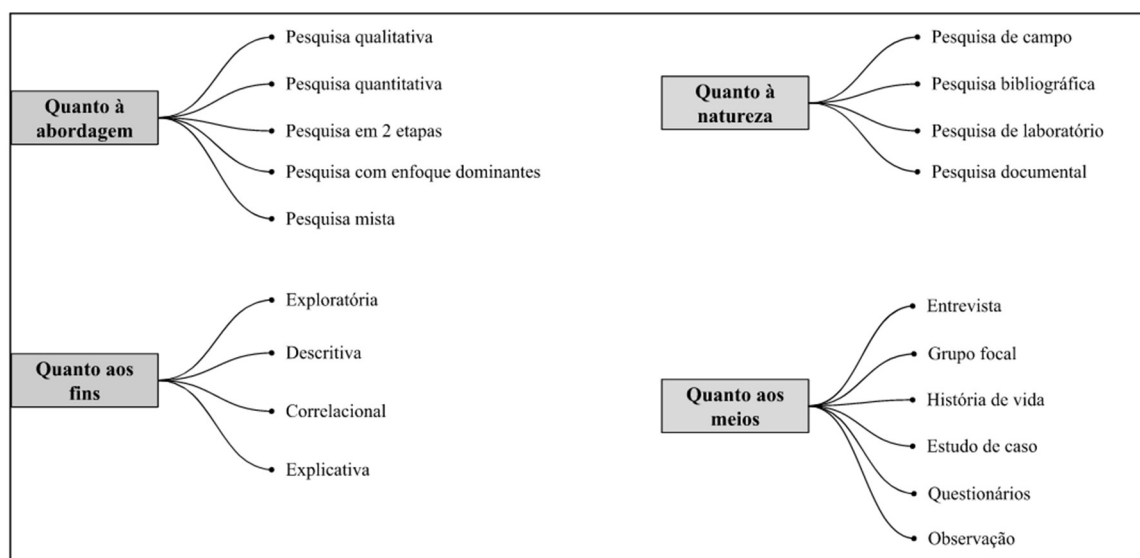 Quanto à
abordagem
Pesquisa qualitativa
Pesquisa quantitativa
Pesquisa em 2 etapas
Pesquisa com enfoque dominantes
Pesquisa mista
Quanto à
natureza
Pesquisa de campo
Pesquisa bibliográfica
Pesquisa de laboratório
Pesquisa documental
Quanto aos
fins
Exploratória
Descritiva
Correlacional
Explicativa
Quanto aos
meios
Entrevista
Grupo focal
História de vida
Estudo de caso
Questionários
Observação